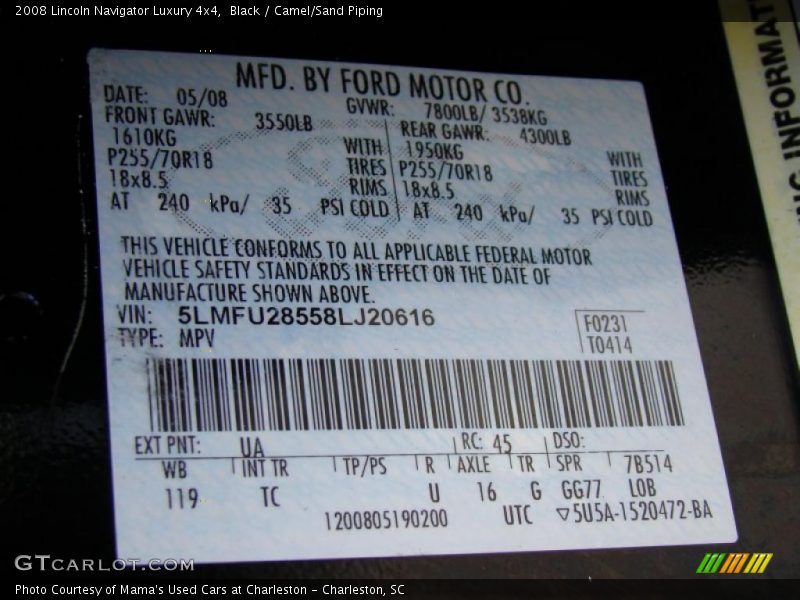 2008 Lincoln Navigator Luxury 4x4, Black / Camel/Sand Piping
MFD. BY FORD MOTOR CO.
DATE: 05/08 GVWR: 7800LB/ 3538KG
FRONT GAWR: 3550LB REAR GAWR: 4300LB
1610KG WITH 1950KG WITH
P255/70R18 TIRES P255/70R18 TIRES
18x8.5 RIMS 18x8.5 RIMS
AT 240 kPa/ 35 PSI COLD AT 240 kPa/ 35 PSI COLD
Ford
THIS VEHICLE CONFORMS TO ALL APPLICABLE FEDERAL MOTOR
VEHICLE SAFETY STANDARDS IN EFFECT ON THE DATE OF
MANUFACTURE SHOWN ABOVE.
VIN: 5LMFU28558LJ20616
TYPE: MPV
F0231
T0414
EXT PNT: UA RC: 45 DSO:
WB INT TR TP/PS R AXLE TR SPR 7B514
119 TC U 16 G GG77 LOB
1200805190200 UTC ▽5U5A-1520472-BA
INFORMAT
GTCARLOT.COM
Photo Courtesy of Mama's Used Cars at Charleston - Charleston, SC